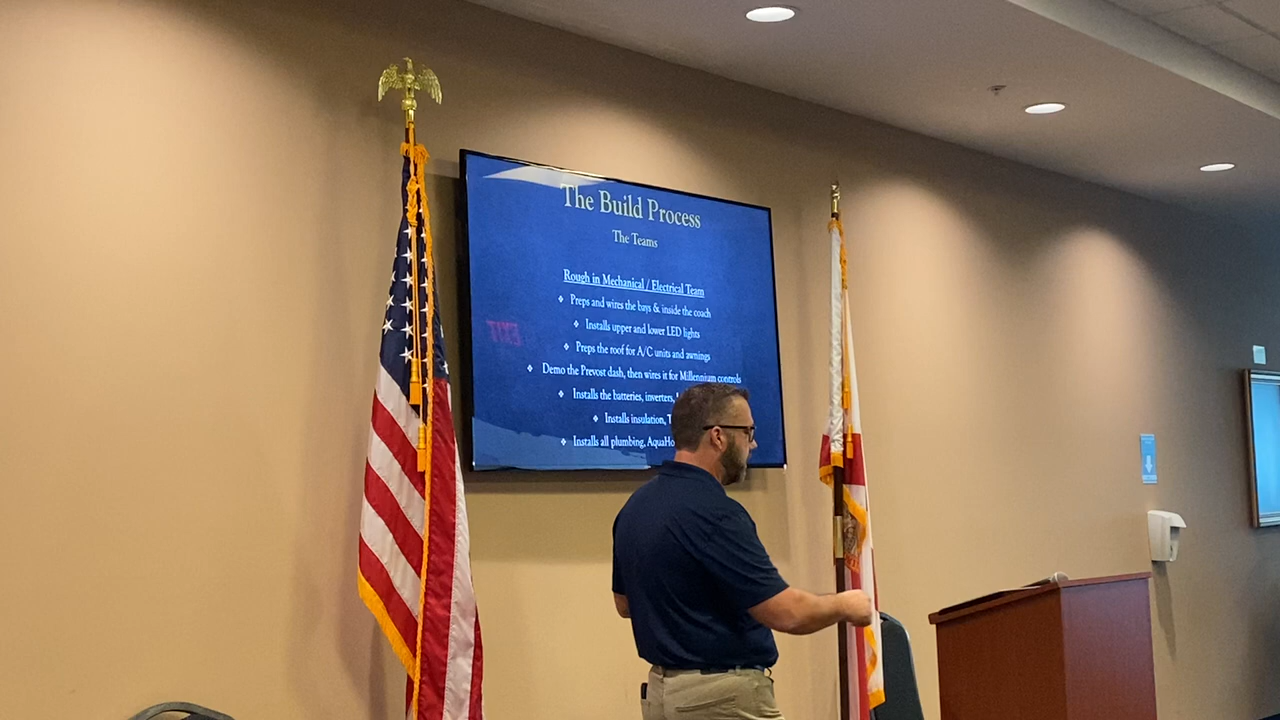 The Build Process
The Teams
Rough in Mechanical / Electrical Team
❖ Preps and wires the bays & inside the coach
❖ Installs upper and lower LED lights
❖ Preps the roof for A/C units and awnings
❖ Demo the Prevost dash, then wires it for Millennium controls
❖ Installs the batteries, inverters,
❖ Installs insulation,
❖ Installs all plumbing,
EXIT